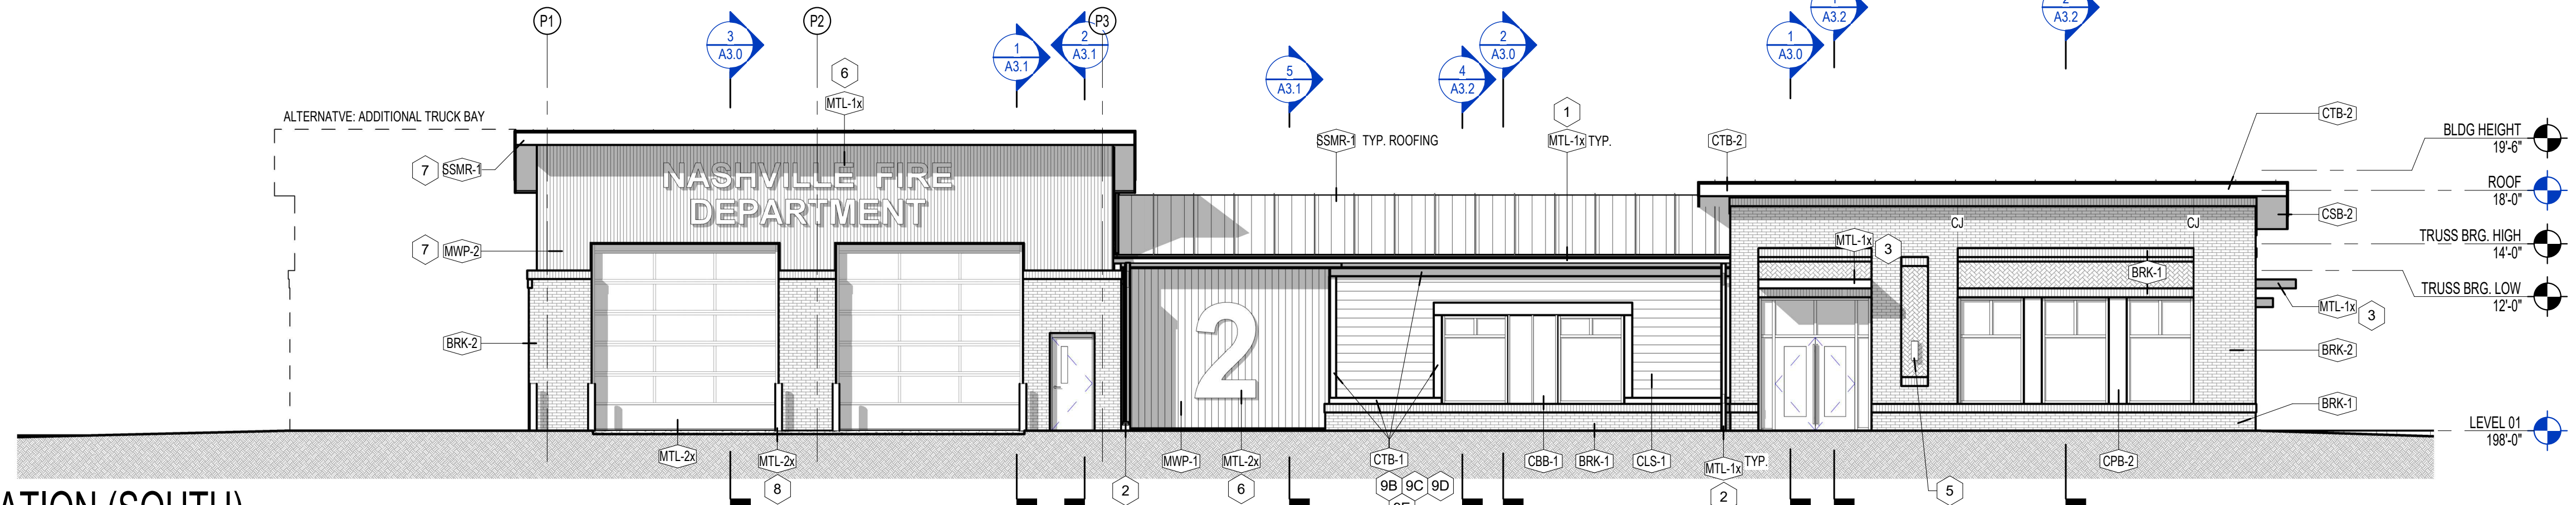 P1
P2
P3
3
A3.0
1
A3.1
2
A3.1
5
A3.1
4
A3.2
2
A3.0
1
A3.0
A3.2
A3.2
6
MTL-1x
ALTERNATVE: ADDITIONAL TRUCK BAY
7
SSMR-1
NASHVILLE FIRE
DEPARTMENT
7
MWP-2
BRK-2
SSMR-1 TYP. ROOFING
1
MTL-1x TYP.
CTB-2
CTB-2
BLDG HEIGHT
19'-6"
ROOF
18'-0"
CSB-2
CJ
CJ
MTL-1x
3
TRUSS BRG. HIGH
14'-0"
BRK-1
TRUSS BRG. LOW
12'-0"
MTL-1x
3
2
BRK-2
BRK-1
LEVEL 01
198'-0"
MTL-2x
MTL-2x
8
2
MWP-1
MTL-2x
6
CTB-1
9B
9C
9D
CBB-1
BRK-1
CLS-1
MTL-1x TYP.
2
5
CPB-2
ATION (SOUTH)